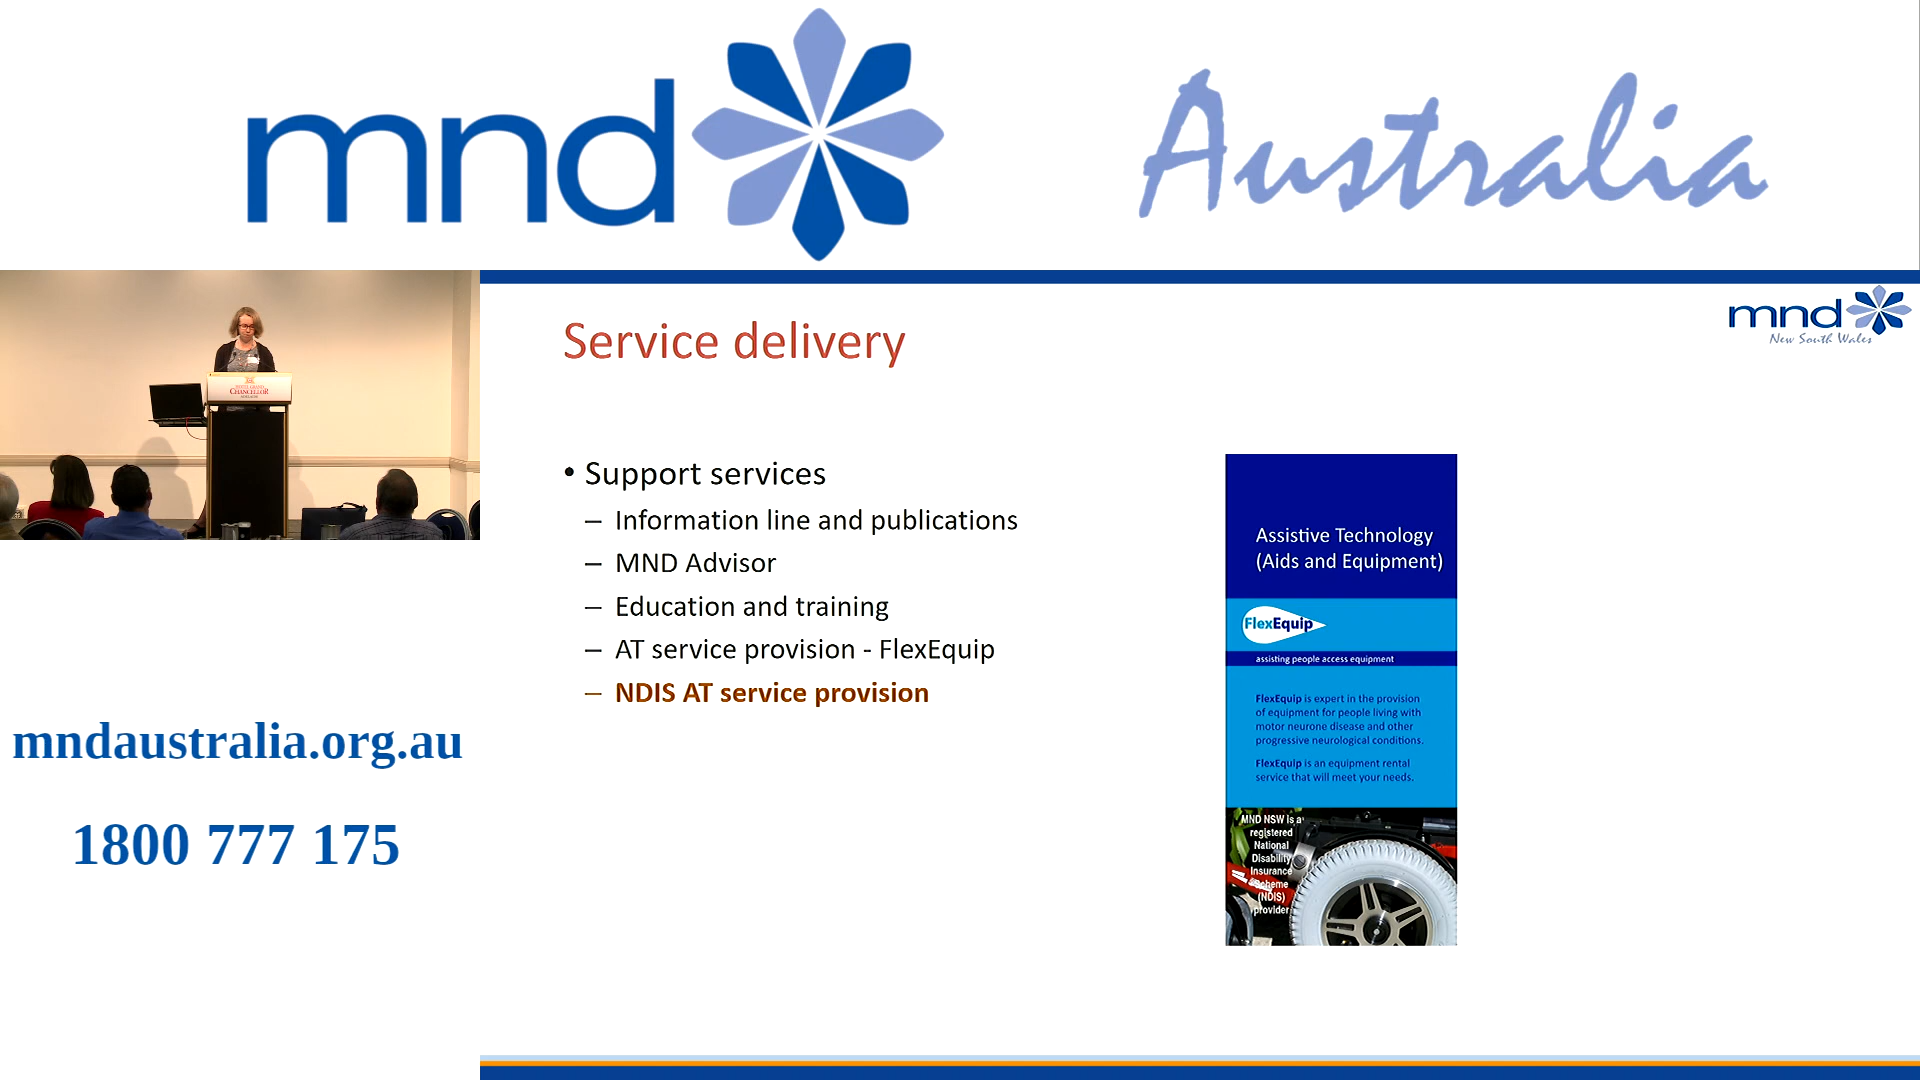 mnd Australia
mnd
New South Wales
Service delivery
HOTEL GRAND
CHANCELLOR
ADELAIDE
• Support services
– Information line and publications
– MND Advisor
– Education and training
– AT service provision - FlexEquip
– NDIS AT service provision
Assistive Technology
(Aids and Equipment)
FlexEquip
assisting people access equipment
FlexEquip is expert in the provision
of equipment for people living with
motor neurone disease and other
progressive neurological conditions.
FlexEquip is an equipment rental
service that will meet your needs.
MND NSW is a
registered
National
Disability
Insurance
Scheme
(NDIS)
provider
mndaustralia.org.au
1800 777 175